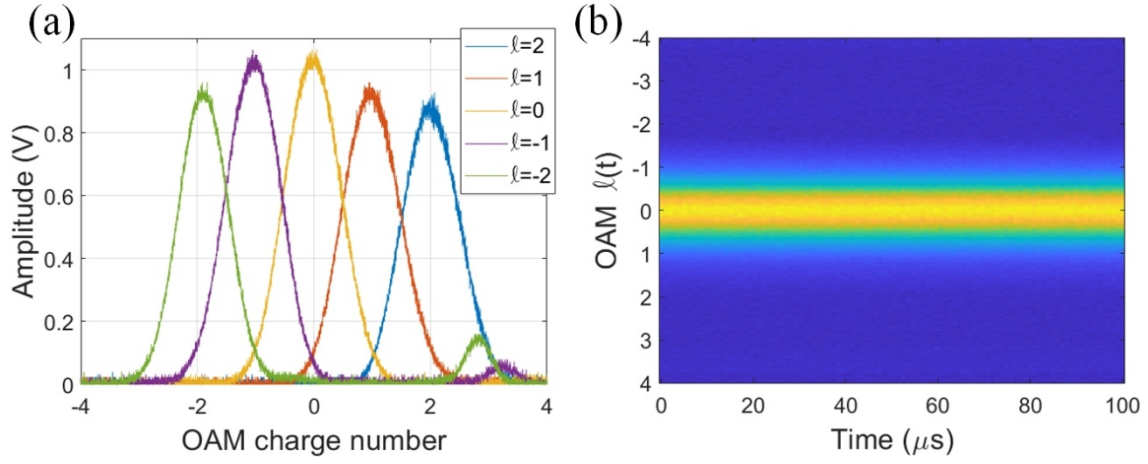 (a)
Amplitude (V)
1
0.8
0.6
0.4
0.2
0
-4
-2
0
2
4
OAM charge number
ℓ=2
ℓ=1
ℓ=0
ℓ=-1
ℓ=-2
(b)
OAM ℓ(t)
-4
-3
-2
-1
0
1
2
3
4
0
20
40
60
80
100
Time (μs)